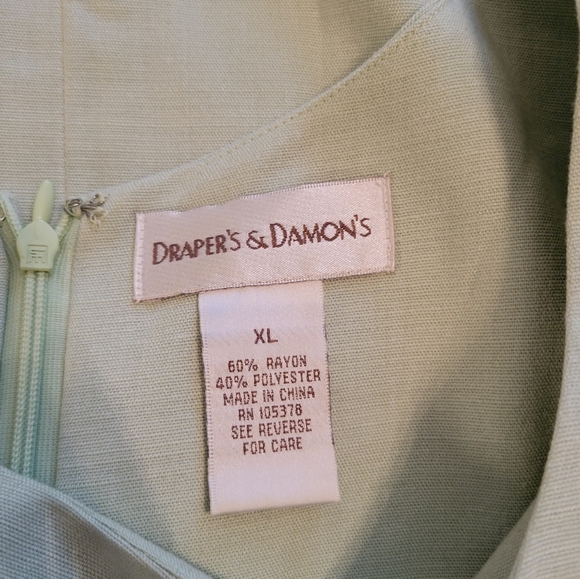 DRAPER'S & DAMON'S
XL
60% RAYON
40% POLYESTER
MADE IN CHINA
RN 105378
SEE REVERSE
FOR CARE